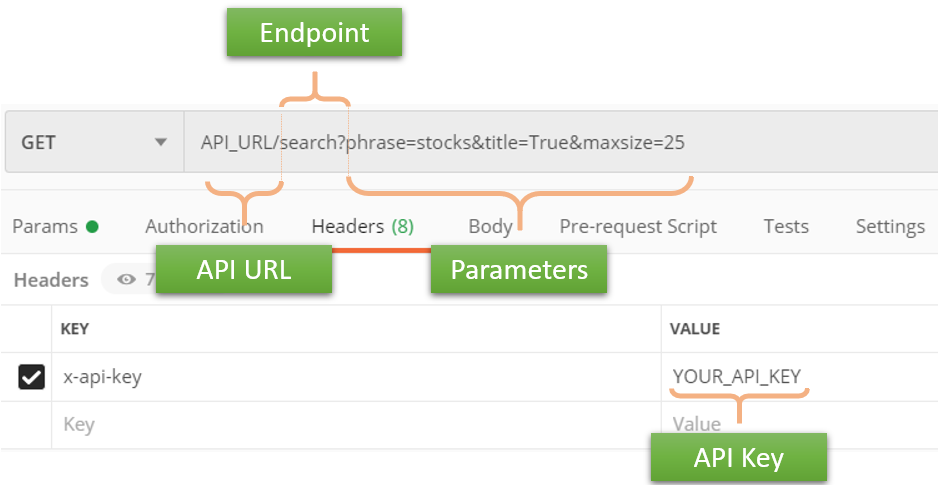 Endpoint
GET
API_URL/search?phrase=stocks&title=True&maxsize=25
Params
Authorization
Headers (8)
Body
Pre-request Script
Tests
Settings
API URL
Parameters
Headers
7
KEY
VALUE
x-api-key
YOUR_API_KEY
Key
Value
API Key